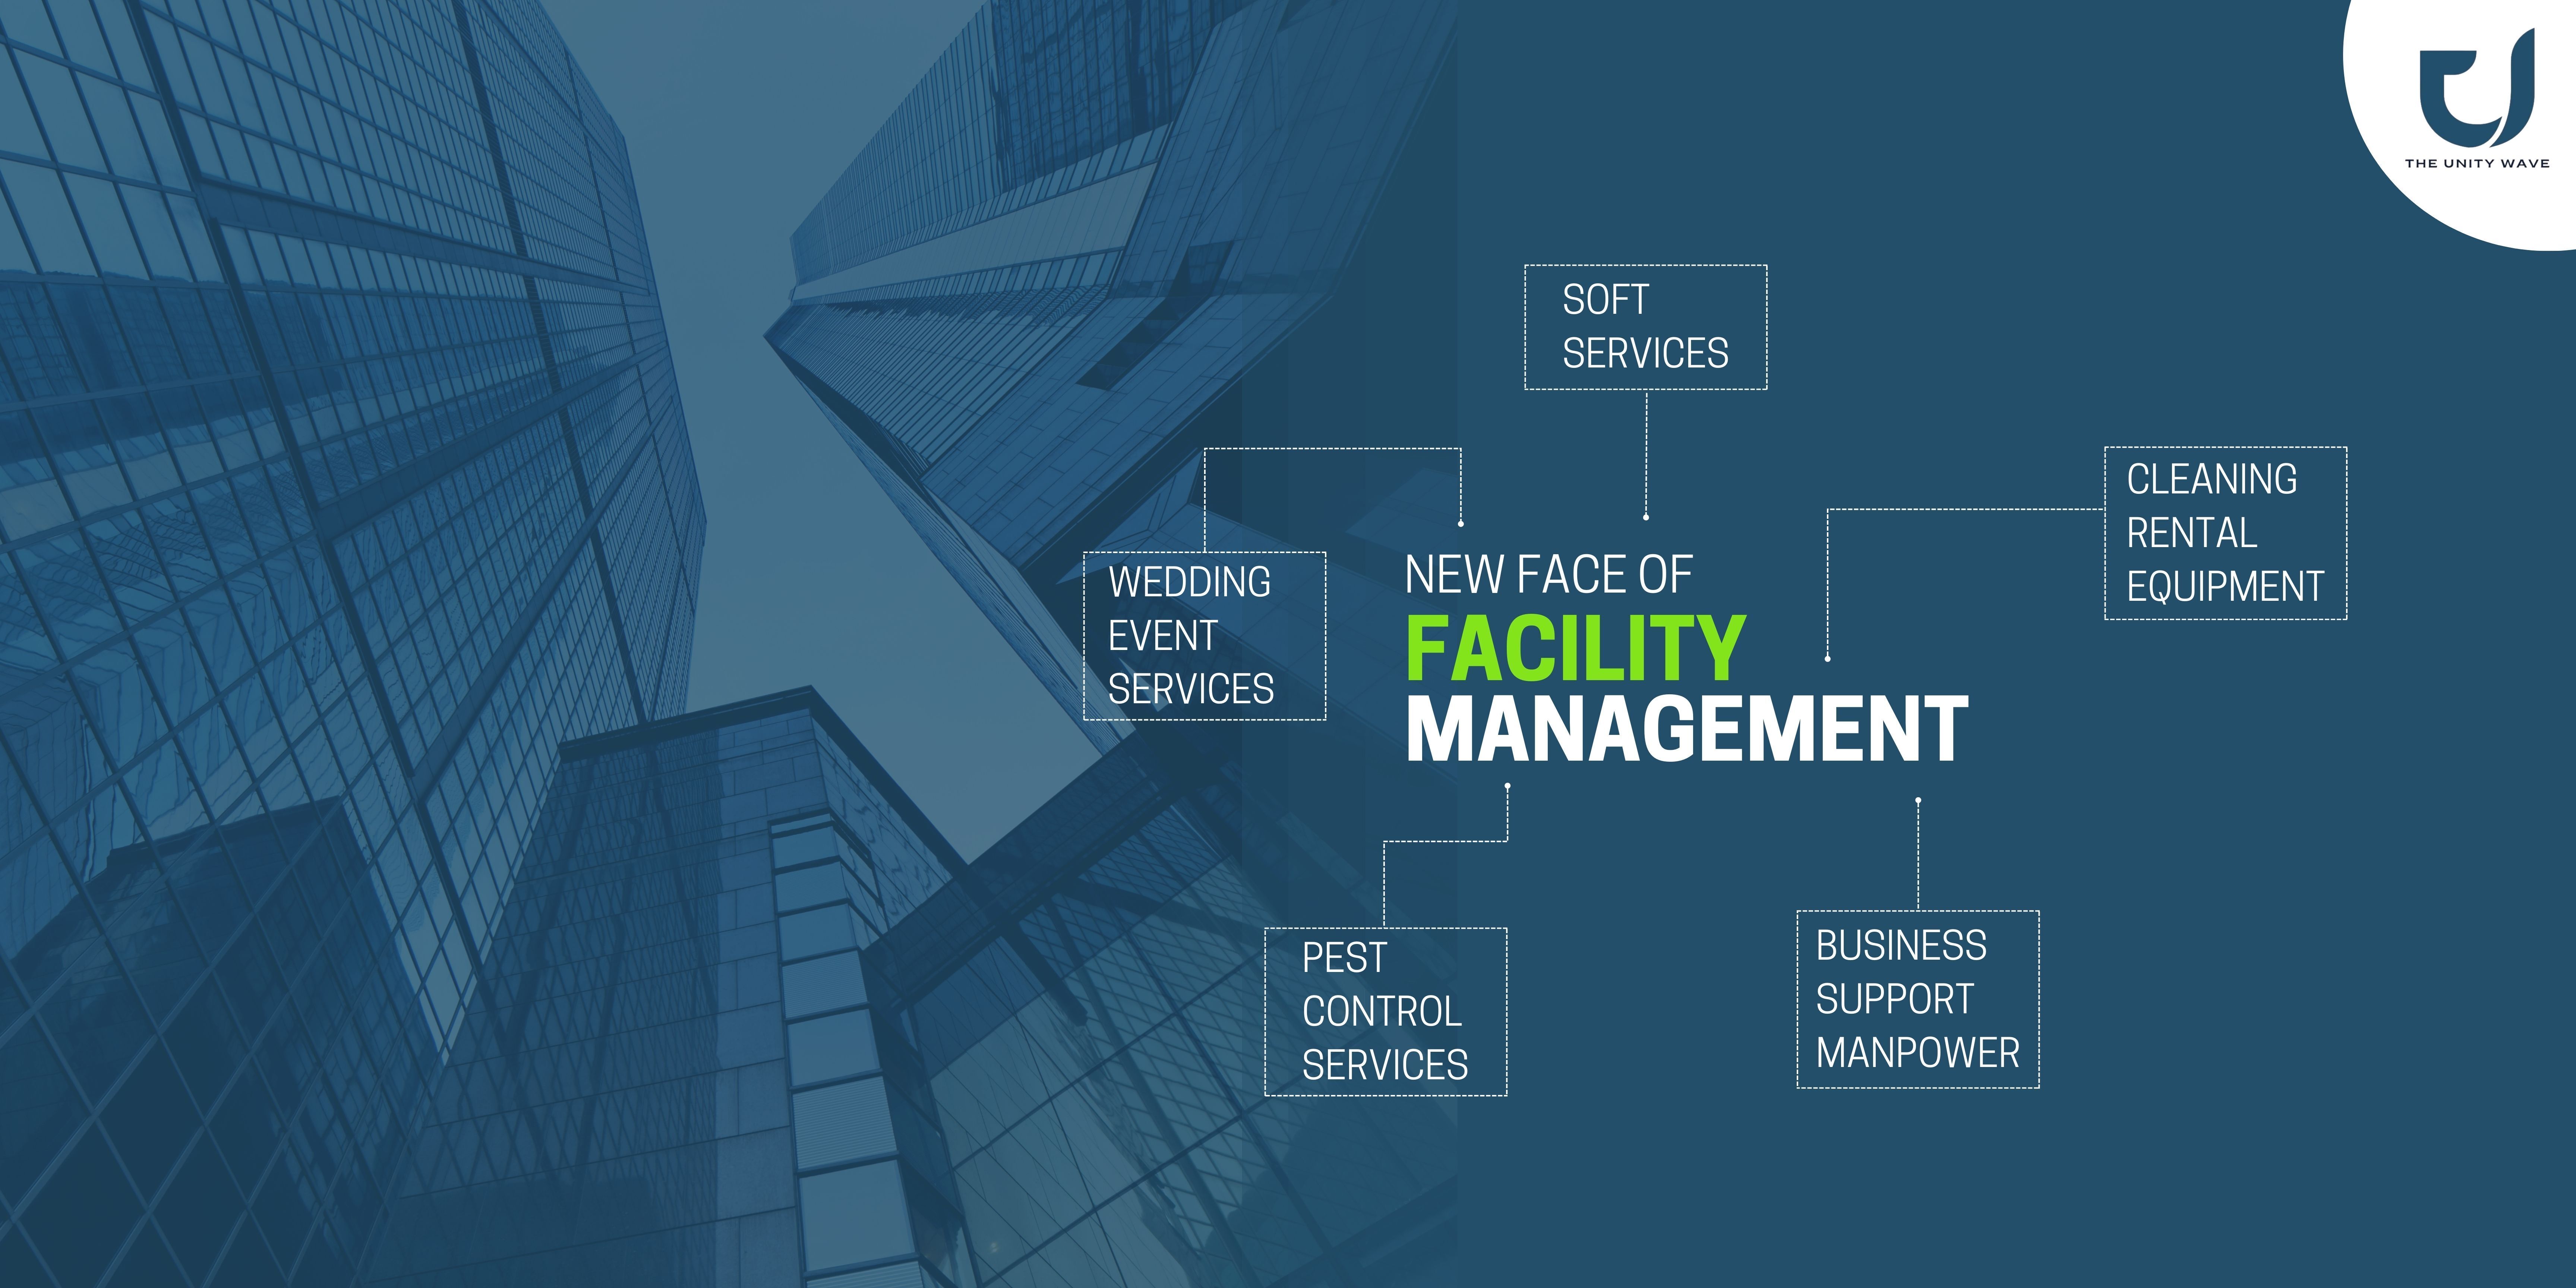 THE UNITY WAVE
SOFT
SERVICES
CLEANING
RENTAL
EQUIPMENT
WEDDING
EVENT
SERVICES
NEW FACE OF
FACILITY
MANAGEMENT
PEST
CONTROL
SERVICES
BUSINESS
SUPPORT
MANPOWER